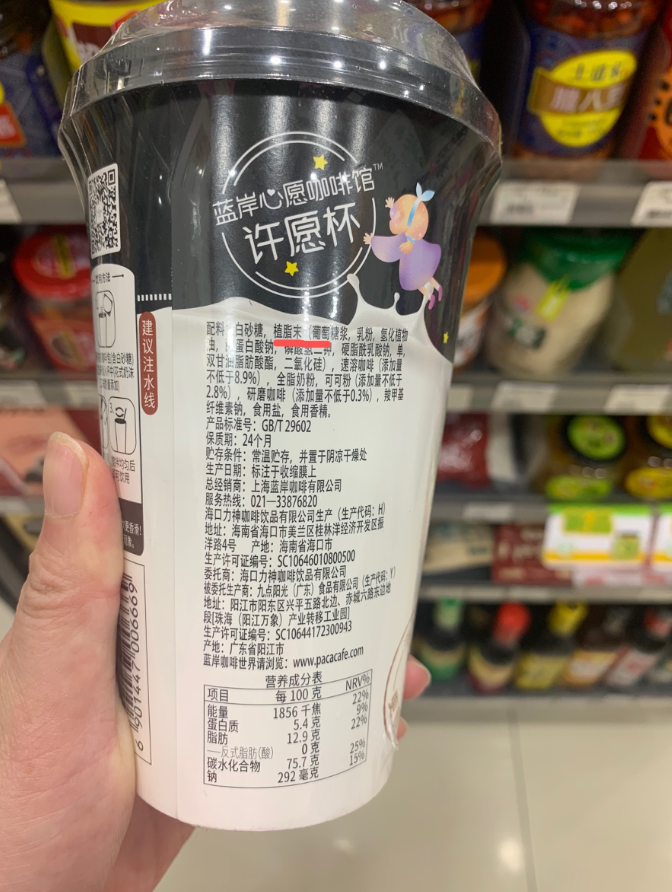 蓝岸心愿咖啡馆™
许愿杯
建议注水线
配料：白砂糖，植脂末（葡萄糖浆，乳粉，氢化植物
蛋白酸钠，磷酸氢二钾，硬脂酰乳酸钠，单，
双甘油脂肪酸酯，二氧化硅），速溶咖啡（添加量
不低于8.9%），全脂奶粉，可可粉（添加量不低于
2.8%），研磨咖啡（添加量不低于0.3%），羧甲基
纤维素钠，食用盐，食用香精。
产品标准号：GB/T 29602
保质期：24个月
贮存条件：常温贮存，并置于阴凉干燥处
生产日期：标注于收缩膜上
总经销商：上海蓝岸咖啡有限公司
服务热线：021-33876820
海口力神咖啡饮品有限公司生产（生产代码：H）
地址：海南省海口市美兰区桂林洋经济开发区振
洋路4号 产地：海南省海口市
生产许可证编号：SC10646010800500
委托商：海口力神咖啡饮品有限公司
被委托生产商：九点阳光（广东）食品有限公司（生产代码：Y）
地址：阳江市阳东区兴平五路北边、赤城六路东边地
段[珠海（阳江万象）产业转移工业园]
生产许可证编号：SC10644172300943
产地：广东省阳江市
蓝岸咖啡世界请浏览：www.pacacafe.com
营养成分表
项目 每 100 克 NRV%
能量 1856 千焦 22%
蛋白质 5.4 克 9%
脂肪 12.9 克 22%
——反式脂肪(酸) 0 克
碳水化合物 75.7 克 25%
钠 292 毫克 15%
6 901447 006669